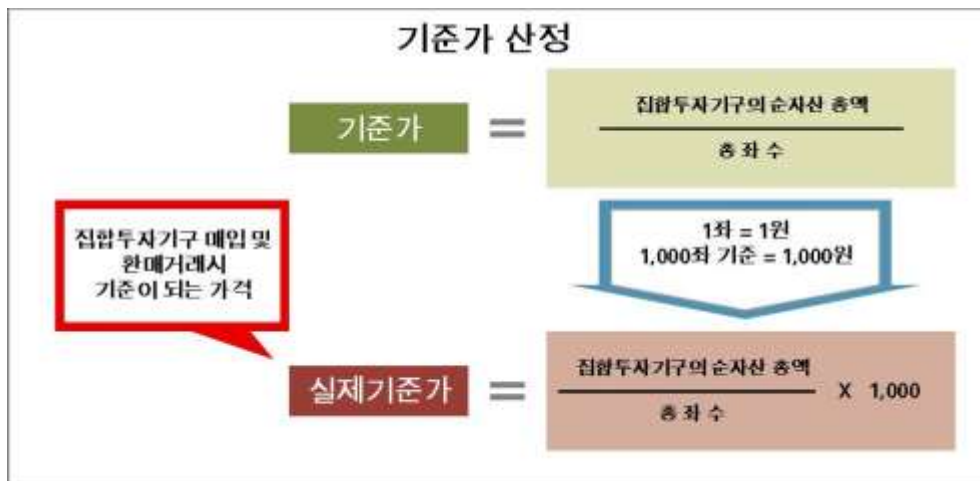 기준가 산정
기준가
=
집합투자기구의 순자산 총액
총 좌 수
집합투자기구 매입 및
환매거래시
기준이 되는 가격
1좌 = 1원
1,000좌 기준 = 1,000원
실제기준가
=
집합투자기구의 순자산 총액
총 좌 수
X 1,000